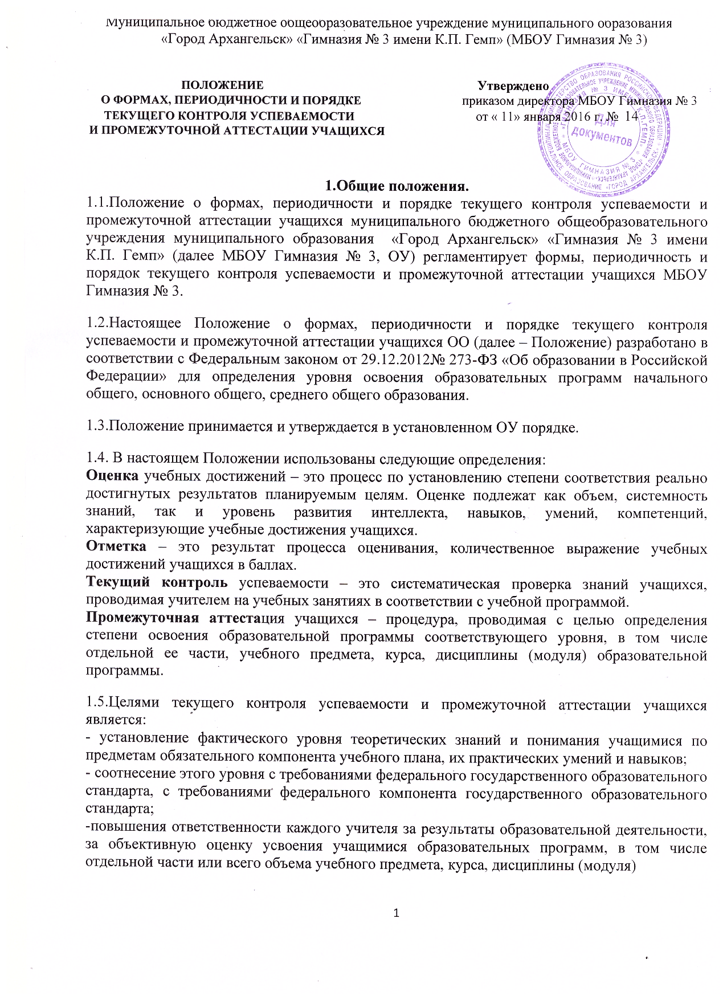 Муниципальное бюджетное общеобразовательное учреждение муниципального образования
«Город Архангельск» «Гимназия № 3 имени К.П. Гемп» (МБОУ Гимназия № 3)
ПОЛОЖЕНИЕ
О ФОРМАХ, ПЕРИОДИЧНОСТИ И ПОРЯДКЕ
ТЕКУЩЕГО КОНТРОЛЯ УСПЕВАЕМОСТИ
И ПРОМЕЖУТОЧНОЙ АТТЕСТАЦИИ УЧАЩИХСЯ
Утверждено
приказом директора МБОУ Гимназия № 3
от « 11» января 2016 г. № 14
Для
документов
1.Общие положения.
1.1.Положение о формах, периодичности и порядке текущего контроля успеваемости и
промежуточной аттестации учащихся муниципального бюджетного общеобразовательного
учреждения муниципального образования «Город Архангельск» «Гимназия № 3 имени
К.П. Гемп» (далее МБОУ Гимназия № 3, ОУ) регламентирует формы, периодичность и
порядок текущего контроля успеваемости и промежуточной аттестации учащихся МБОУ
Гимназия № 3.
1.2.Настоящее Положение о формах, периодичности и порядке текущего контроля
успеваемости и промежуточной аттестации учащихся ОО (далее – Положение) разработано в
соответствии с Федеральным законом от 29.12.2012№ 273-ФЗ «Об образовании в Российской
Федерации» для определения уровня освоения образовательных программ начального
общего, основного общего, среднего общего образования.
1.3.Положение принимается и утверждается в установленном ОУ порядке.
1.4. В настоящем Положении использованы следующие определения:
Оценка учебных достижений – это процесс по установлению степени соответствия реально
достигнутых результатов планируемым целям. Оценке подлежат как объем, системность
знаний, так и уровень развития интеллекта, навыков, умений, компетенций,
характеризующие учебные достижения учащихся.
Отметка – это результат процесса оценивания, количественное выражение учебных
достижений учащихся в баллах.
Текущий контроль успеваемости – это систематическая проверка знаний учащихся,
проводимая учителем на учебных занятиях в соответствии с учебной программой.
Промежуточная аттестация учащихся – процедура, проводимая с целью определения
степени освоения образовательной программы соответствующего уровня, в том числе
отдельной ее части, учебного предмета, курса, дисциплины (модуля) образовательной
программы.
1.5.Целями текущего контроля успеваемости и промежуточной аттестации учащихся
является:
- установление фактического уровня теоретических знаний и понимания учащимися по
предметам обязательного компонента учебного плана, их практических умений и навыков;
- соотнесение этого уровня с требованиями федерального государственного образовательного
стандарта, с требованиями федерального компонента государственного образовательного
стандарта;
-повышения ответственности каждого учителя за результаты образовательной деятельности,
за объективную оценку усвоения учащимися образовательных программ, в том числе
отдельной части или всего объема учебного предмета, курса, дисциплины (модуля)
1